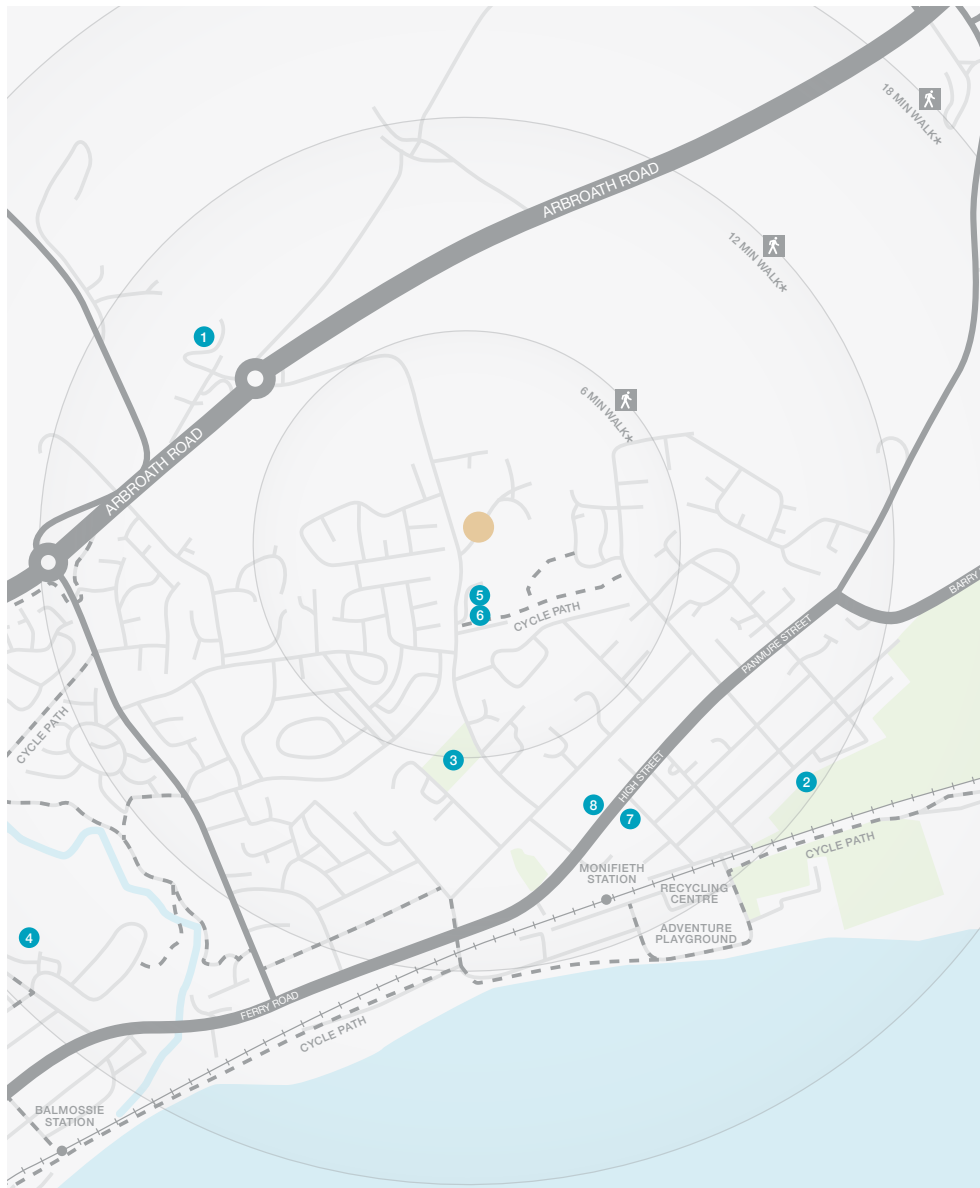 18 MIN WALK*
ARBROATH ROAD
12 MIN WALK*
1
6 MIN WALK*
ARBROATH ROAD
5
6
CYCLE PATH
BARRY
PANMURE STREET
CYCLE PATH
3
HIGH STREET
2
8
7
CYCLE PATH
MONIFIETH
STATION
RECYCLING
CENTRE
4
ADVENTURE
PLAYGROUND
FERRY ROAD
CYCLE PATH
BALMOSSIE
STATION